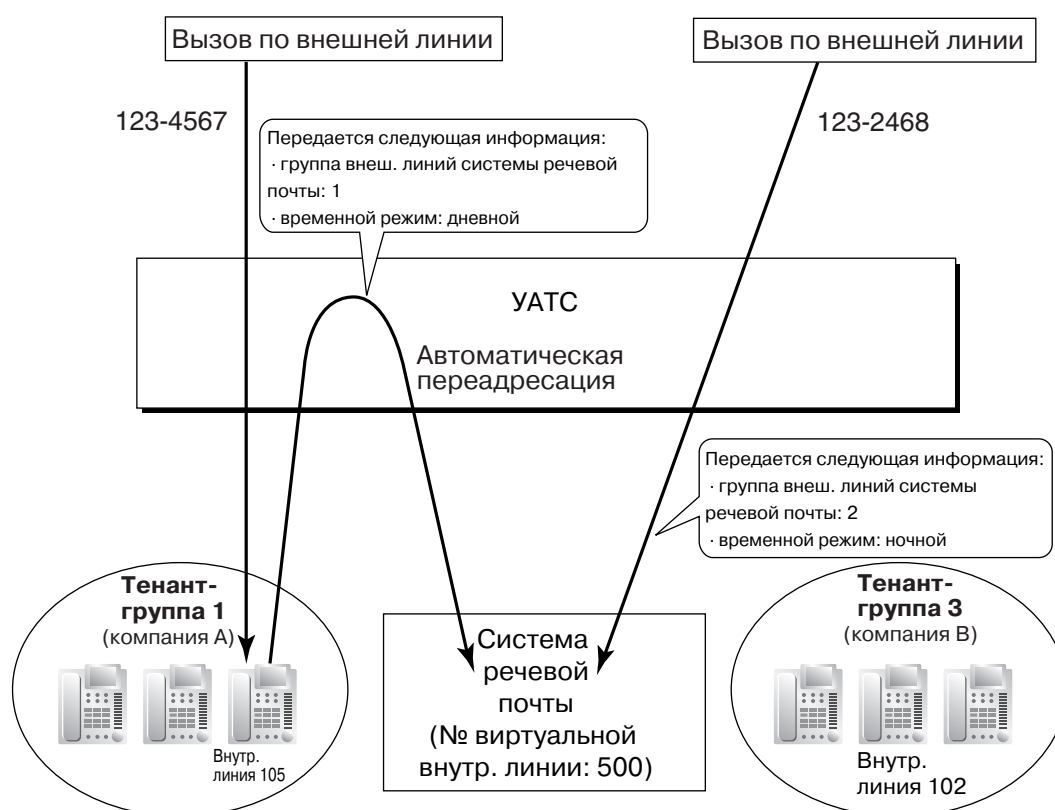 Вызов по внешней линии
Вызов по внешней линии
123-4567
123-2468
Передается следующая информация:
· группа внеш. линий системы речевой
почты: 1
· временной режим: дневной
УАТС
Автоматическая
переадресация
Передается следующая информация:
· группа внеш. линий системы
речевой почты: 2
· временной режим: ночной
Тенант-
группа 1
(компания A)
Внутр.
линия 105
Система
речевой
почты
(№ виртуальной
внутр. линии: 500)
Тенант-
группа 3
(компания B)
Внутр.
линия 102